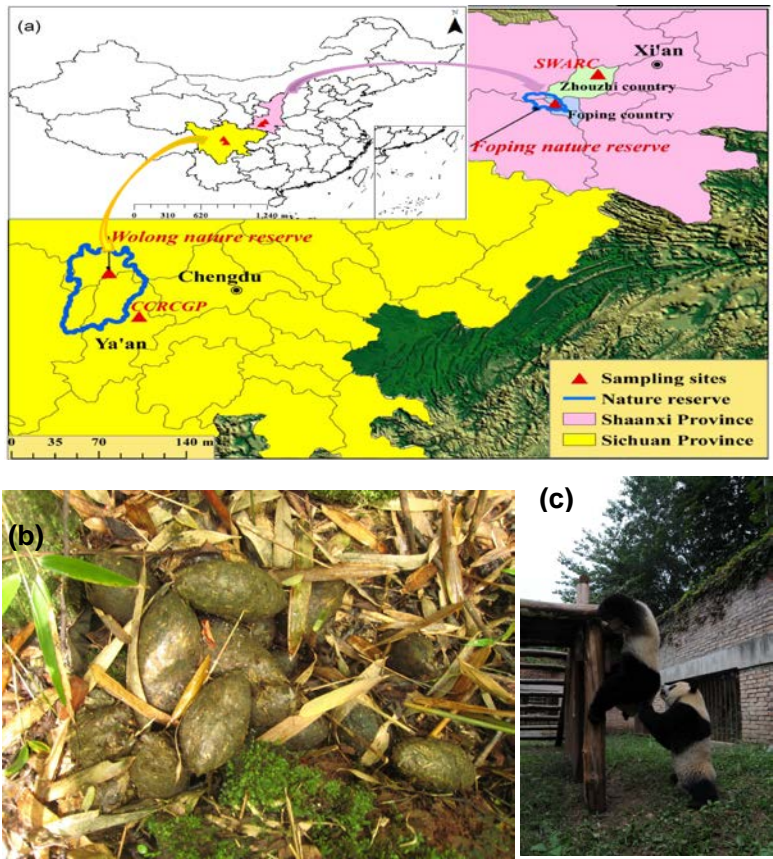 (a)
N
0 310 620 1,240 m
SWARC
Xi'an
Zhouzhi country
Foping country
Foping nature reserve
Wolong nature reserve
Chengdu
CCRCGP
Ya'an
0 35 70 140 m
Sampling sites
Nature reserve
Shaanxi Province
Sichuan Province
(b)
(c)